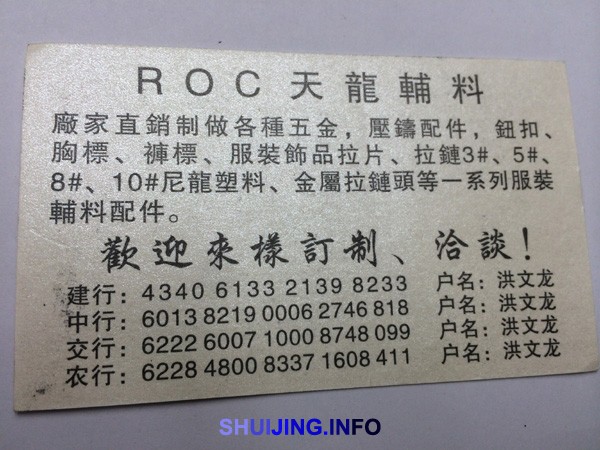 ROC天龍輔料
廠家直銷制做各種五金，壓鑄配件，鈕扣、
胸標、褲標、服裝飾品拉片、拉鏈3#、5#、
8#、10#尼龍塑料、金屬拉鏈頭等一系列服裝
輔料配件。
歡迎來樣訂制、洽談！
建行：4340 6133 2139 8233 户名：洪文龙
中行：6013 8219 0006 2746 818 户名：洪文龙
交行：6222 6007 1000 8748 099 户名：洪文龙
农行：6228 4800 8337 1608 411 户名：洪文龙
SHUIJING.INFO